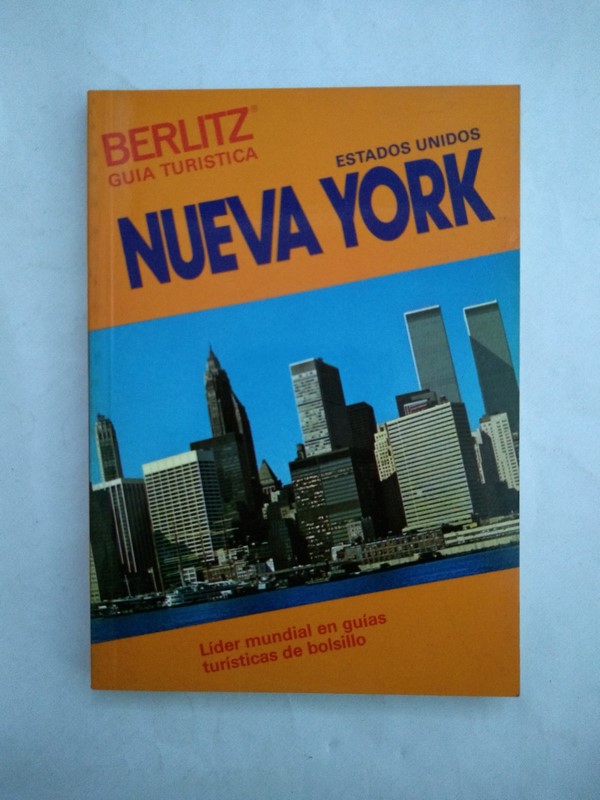 BERLITZ®
GUIA TURISTICA
ESTADOS UNIDOS
NUEVA YORK
Líder mundial en guías
turísticas de bolsillo